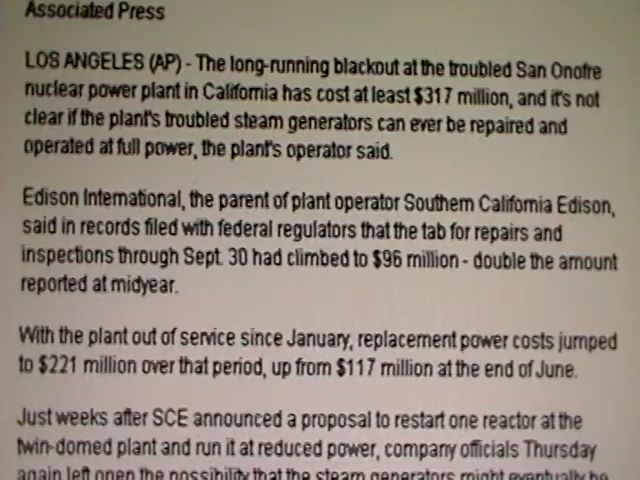 Associated Press
LOS ANGELES (AP) - The long-running blackout at the troubled San Onofre
nuclear power plant in California has cost at least $317 million, and it's not
clear if the plant's troubled steam generators can ever be repaired and
operated at full power, the plant's operator said.
Edison International, the parent of plant operator Southern California Edison,
said in records filed with federal regulators that the tab for repairs and
inspections through Sept. 30 had climbed to $96 million - double the amount
reported at midyear.
With the plant out of service since January, replacement power costs jumped
to $221 million over that period, up from $117 million at the end of June.
Just weeks after SCE announced a proposal to restart one reactor at the
twin-domed plant and run it at reduced power, company officials Thursday
again left open the possibility that the steam generators might eventually be